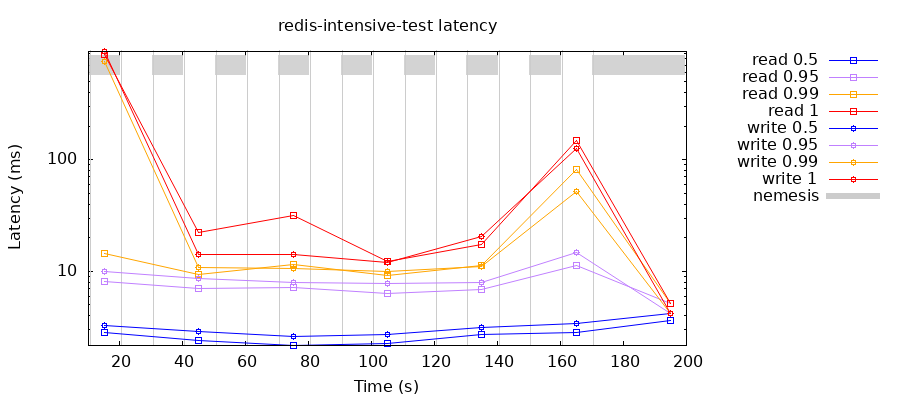 redis-intensive-test latency
Latency (ms)
100
10
20 40 60 80 100 120 140 160 180 200
Time (s)
read 0.5
read 0.95
read 0.99
read 1
write 0.5
write 0.95
write 0.99
write 1
nemesis